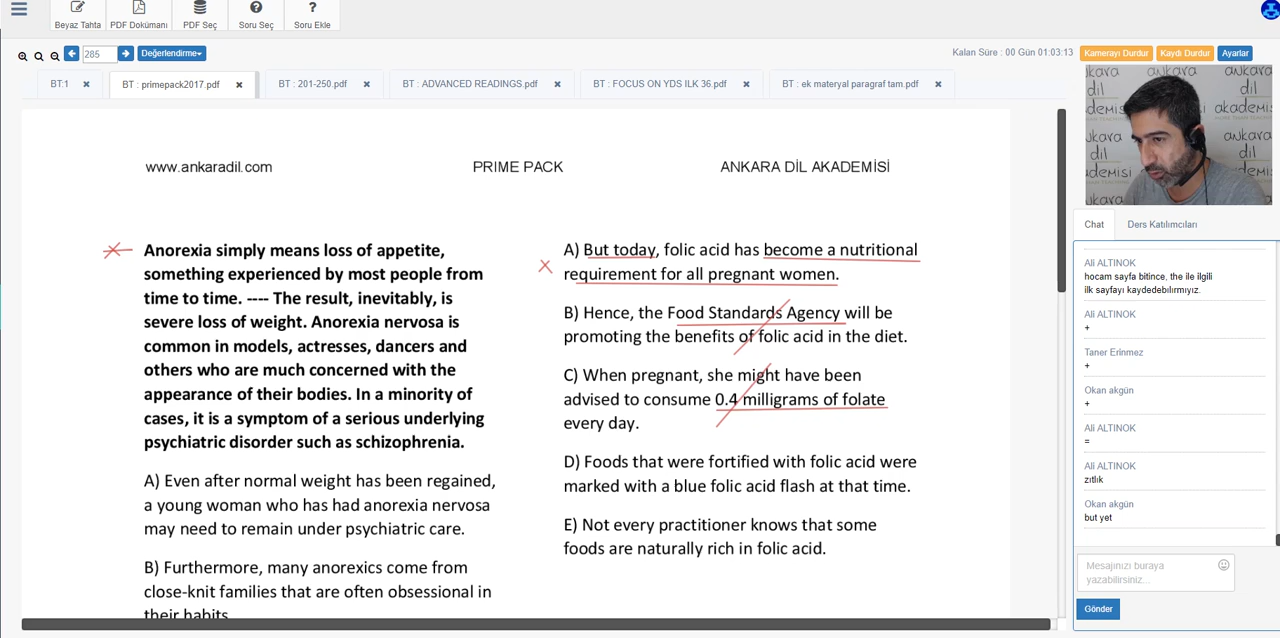 Beyaz Tahta
PDF Dokümanı
PDF Seç
Soru Seç
Soru Ekle
285
Değerlendirme
Kalan Süre : 00 Gün 01:03:13
Kamerayı Durdur
Kaydı Durdur
Ayarlar
BT:1
BT : primepack2017.pdf
BT : 201-250.pdf
BT : ADVANCED READINGS.pdf
BT : FOCUS ON YDS ILK 36.pdf
BT : ek materyal paragraf tam.pdf
www.ankaradil.com
PRIME PACK
ANKARA DİL AKADEMİSİ
Anorexia simply means loss of appetite,
something experienced by most people from
time to time. ---- The result, inevitably, is
severe loss of weight. Anorexia nervosa is
common in models, actresses, dancers and
others who are much concerned with the
appearance of their bodies. In a minority of
cases, it is a symptom of a serious underlying
psychiatric disorder such as schizophrenia.
A) Even after normal weight has been regained,
a young woman who has had anorexia nervosa
may need to remain under psychiatric care.
B) Furthermore, many anorexics come from
close-knit families that are often obsessional in
their habits
A) But today, folic acid has become a nutritional
requirement for all pregnant women.
B) Hence, the Food Standards Agency will be
promoting the benefits of folic acid in the diet.
C) When pregnant, she might have been
advised to consume 0.4 milligrams of folate
every day.
D) Foods that were fortified with folic acid were
marked with a blue folic acid flash at that time.
E) Not every practitioner knows that some
foods are naturally rich in folic acid.
ankara
dil
akademisi
Chat
Ders Katılımcıları
Ali ALTINOK
hocam sayfa bitince, the ile ilgili
ilk sayfayı kaydedebılırmıyız.
Ali ALTINOK
+
Taner Erinmez
+
Okan akgün
+
Ali ALTINOK
=
Ali ALTINOK
zıtlık
Okan akgün
but yet
Mesajınızı buraya
yazabilirsiniz...
Gönder